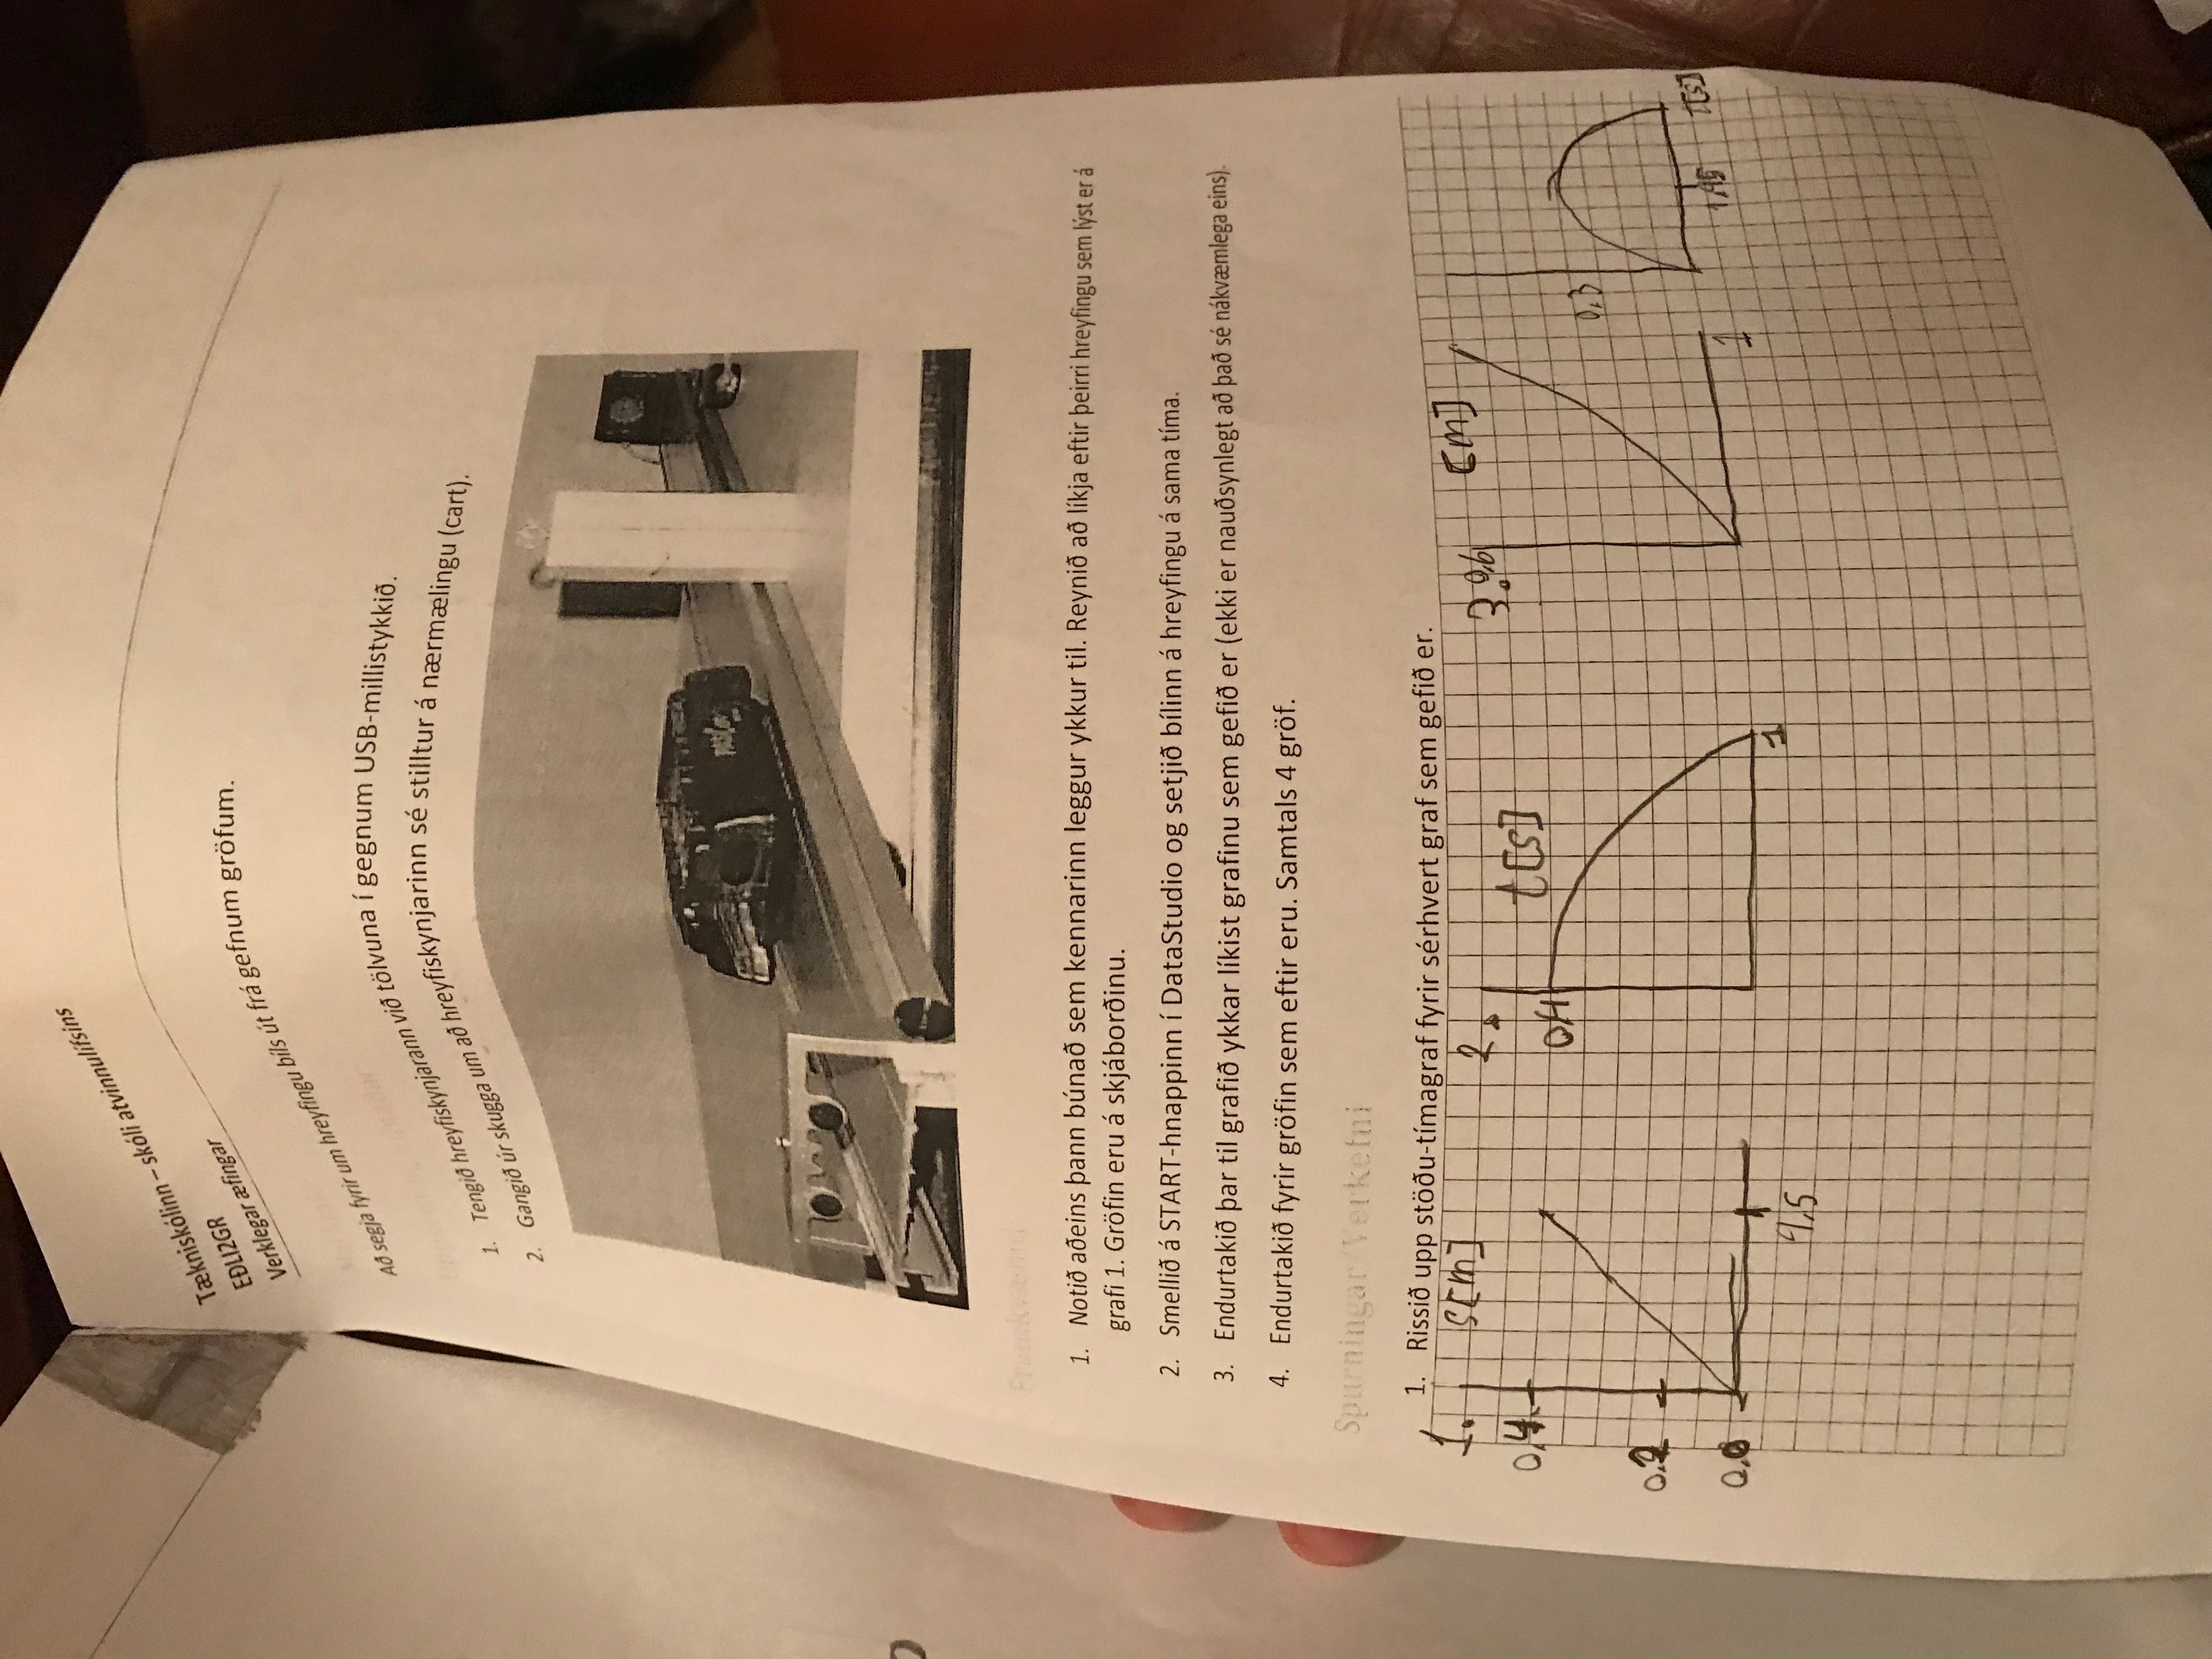 Tækniskólinn – skóli atvinnulífsins
EÐLI2GR
Verklegar æfingar
Að segja fyrir um hreyfingu bíls út frá gefnum gröfum.
1. Tengið hreyfiskynjarann við tölvuna í gegnum USB-millistykkið.
2. Gangið úr skugga um að hreyfiskynjarinn sé stilltur á nærmælingu (cart).
Framkvæmd:
1. Notið aðeins þann búnað sem kennarinn leggur ykkur til. Reynið að líkja eftir þeirri hreyfingu sem lýst er á
grafi 1. Gröfin eru á skjáborðinu.
2. Smellið á START-hnappinn í DataStudio og setjið bílinn á hreyfingu á sama tíma.
3. Endurtakið þar til grafið ykkar líkist grafinu sem gefið er (ekki er nauðsynlegt að það sé nákvæmlega eins).
4. Endurtakið fyrir gröfin sem eftir eru. Samtals 4 gröf.
Spurningar/Verkefni
1. Rissið upp stöðu-tímagraf fyrir sérhvert graf sem gefið er.
1. s[m]
0,4
0.2
0.0
4,5
2. t[s]
0,4
1
3. 0,6 [m]
1
0,3
1,45
t[s]